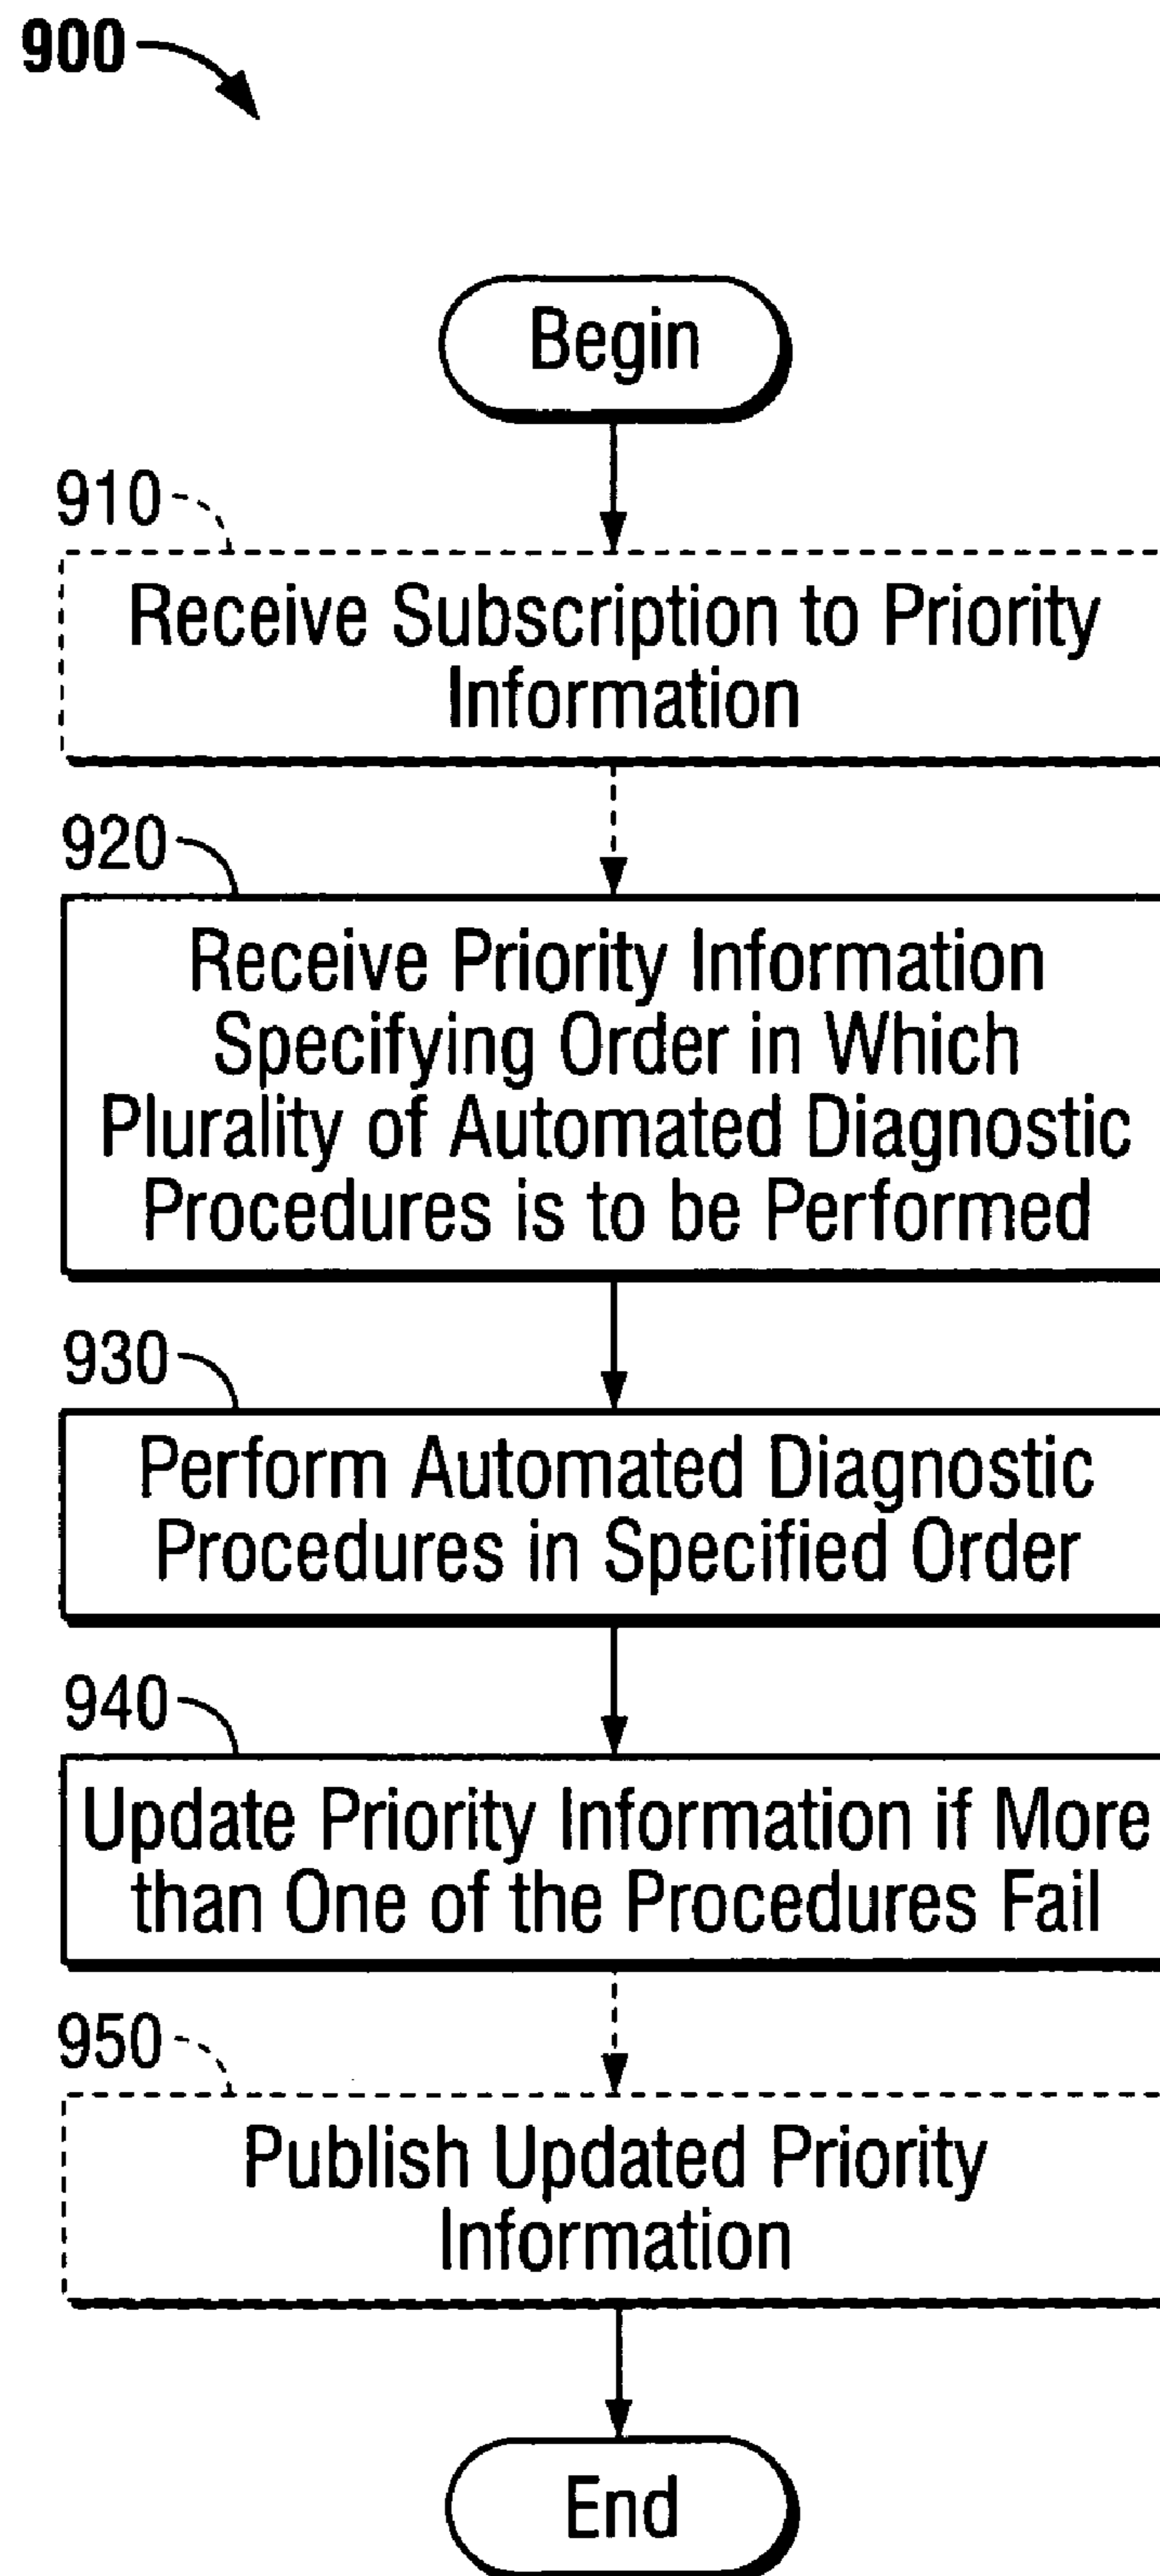 900
Begin
910
Receive Subscription to Priority
Information
920
Receive Priority Information
Specifying Order in Which
Plurality of Automated Diagnostic
Procedures is to be Performed
930
Perform Automated Diagnostic
Procedures in Specified Order
940
Update Priority Information if More
than One of the Procedures Fail
950
Publish Updated Priority
Information
End